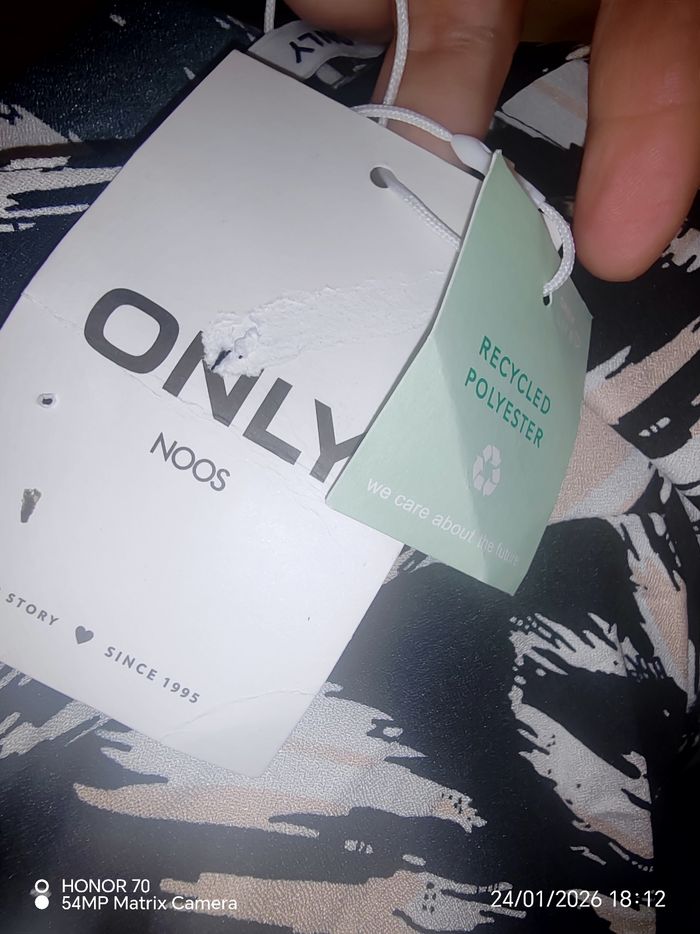 ONLY
ONLY
NOOS
STORY ♥ SINCE 1995
RECYCLED
POLYESTER
we care about the future
HONOR 70
54MP Matrix Camera
24/01/2026 18:12